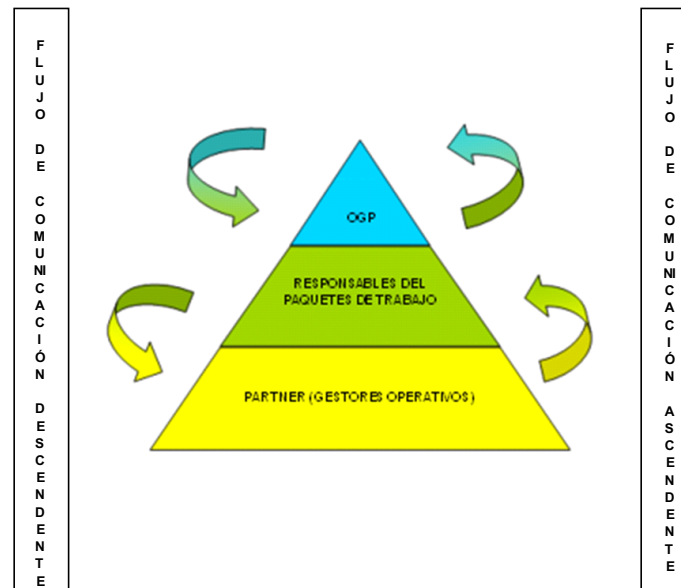 FLUJO DE COMUNICACIÓN DESCENDENTE
OGP
RESPONSABLES DEL
PAQUETES DE TRABAJO
PARTNER (GESTORES OPERATIVOS)
FLUJO DE COMUNICACIÓN ASCENDENTE